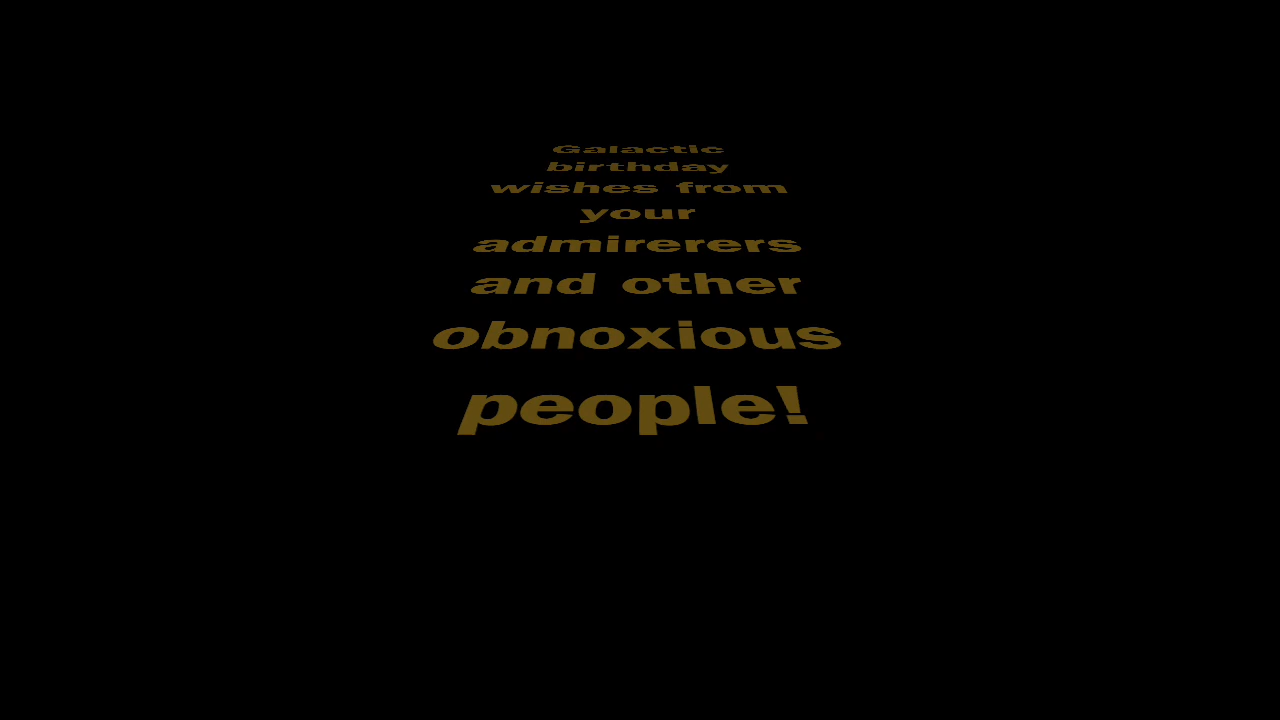 Galactic
birthday
wishes from
your
admirerers
and other
obnoxious
people!